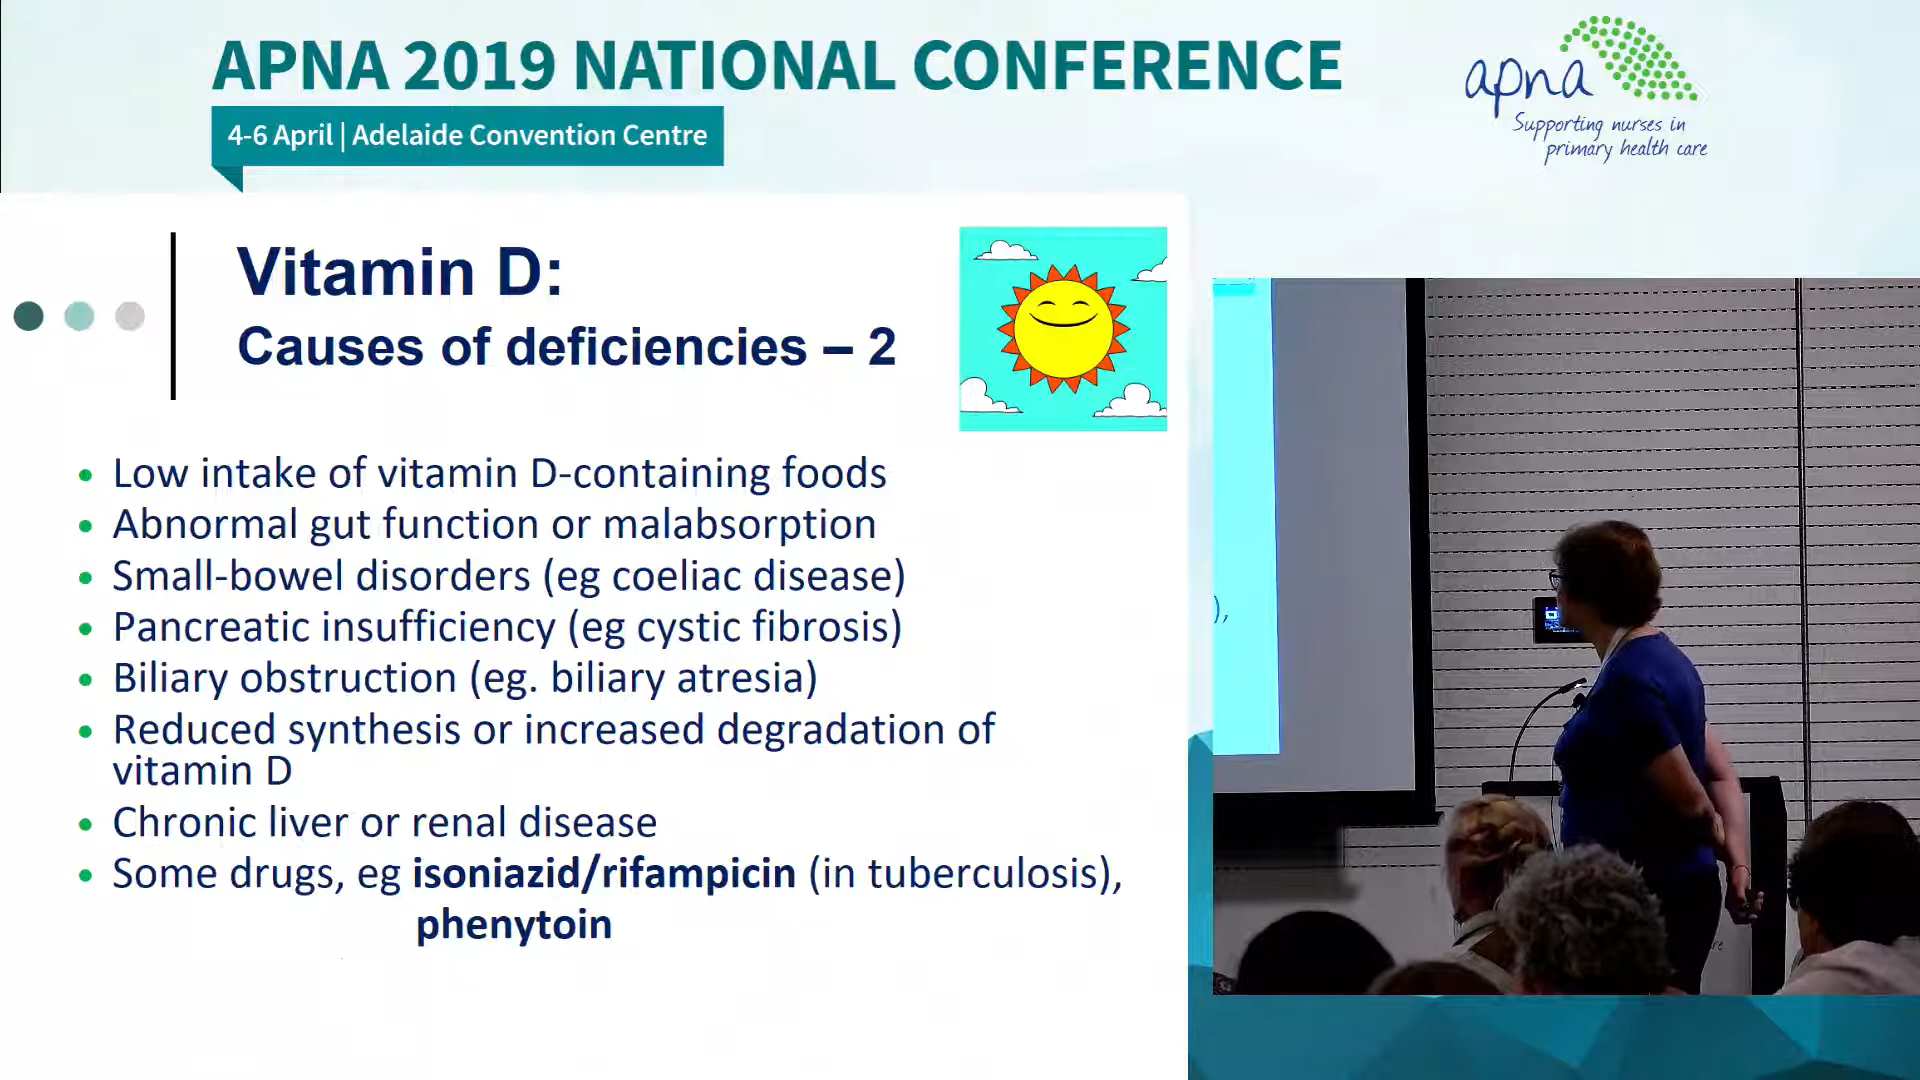 APNA 2019 NATIONAL CONFERENCE
4-6 April | Adelaide Convention Centre
apna
Supporting nurses in
primary health care
Vitamin D:
Causes of deficiencies – 2
• Low intake of vitamin D-containing foods
• Abnormal gut function or malabsorption
• Small-bowel disorders (eg coeliac disease)
• Pancreatic insufficiency (eg cystic fibrosis)
• Biliary obstruction (eg. biliary atresia)
• Reduced synthesis or increased degradation of
vitamin D
• Chronic liver or renal disease
• Some drugs, eg isoniazid/rifampicin (in tuberculosis),
phenytoin
),